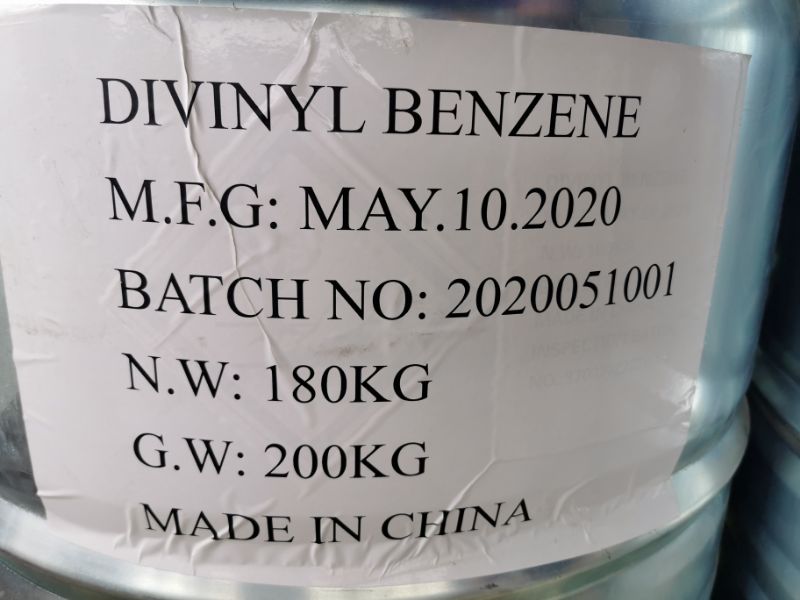 DIVINYL BENZENE
M.F.G: MAY.10.2020
BATCH NO: 2020051001
N.W: 180KG
G.W: 200KG
MADE IN CHINA